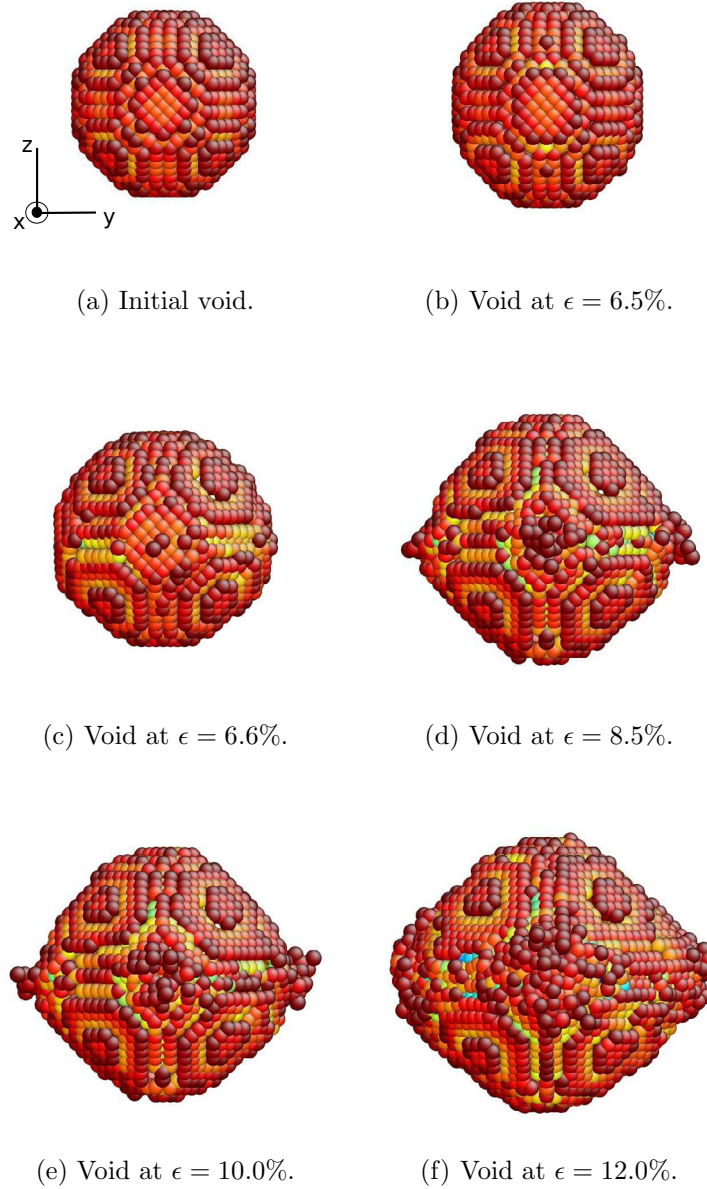 z
x
y
(a) Initial void.
(b) Void at ϵ = 6.5%.
(c) Void at ϵ = 6.6%.
(d) Void at ϵ = 8.5%.
(e) Void at ϵ = 10.0%.
(f) Void at ϵ = 12.0%.